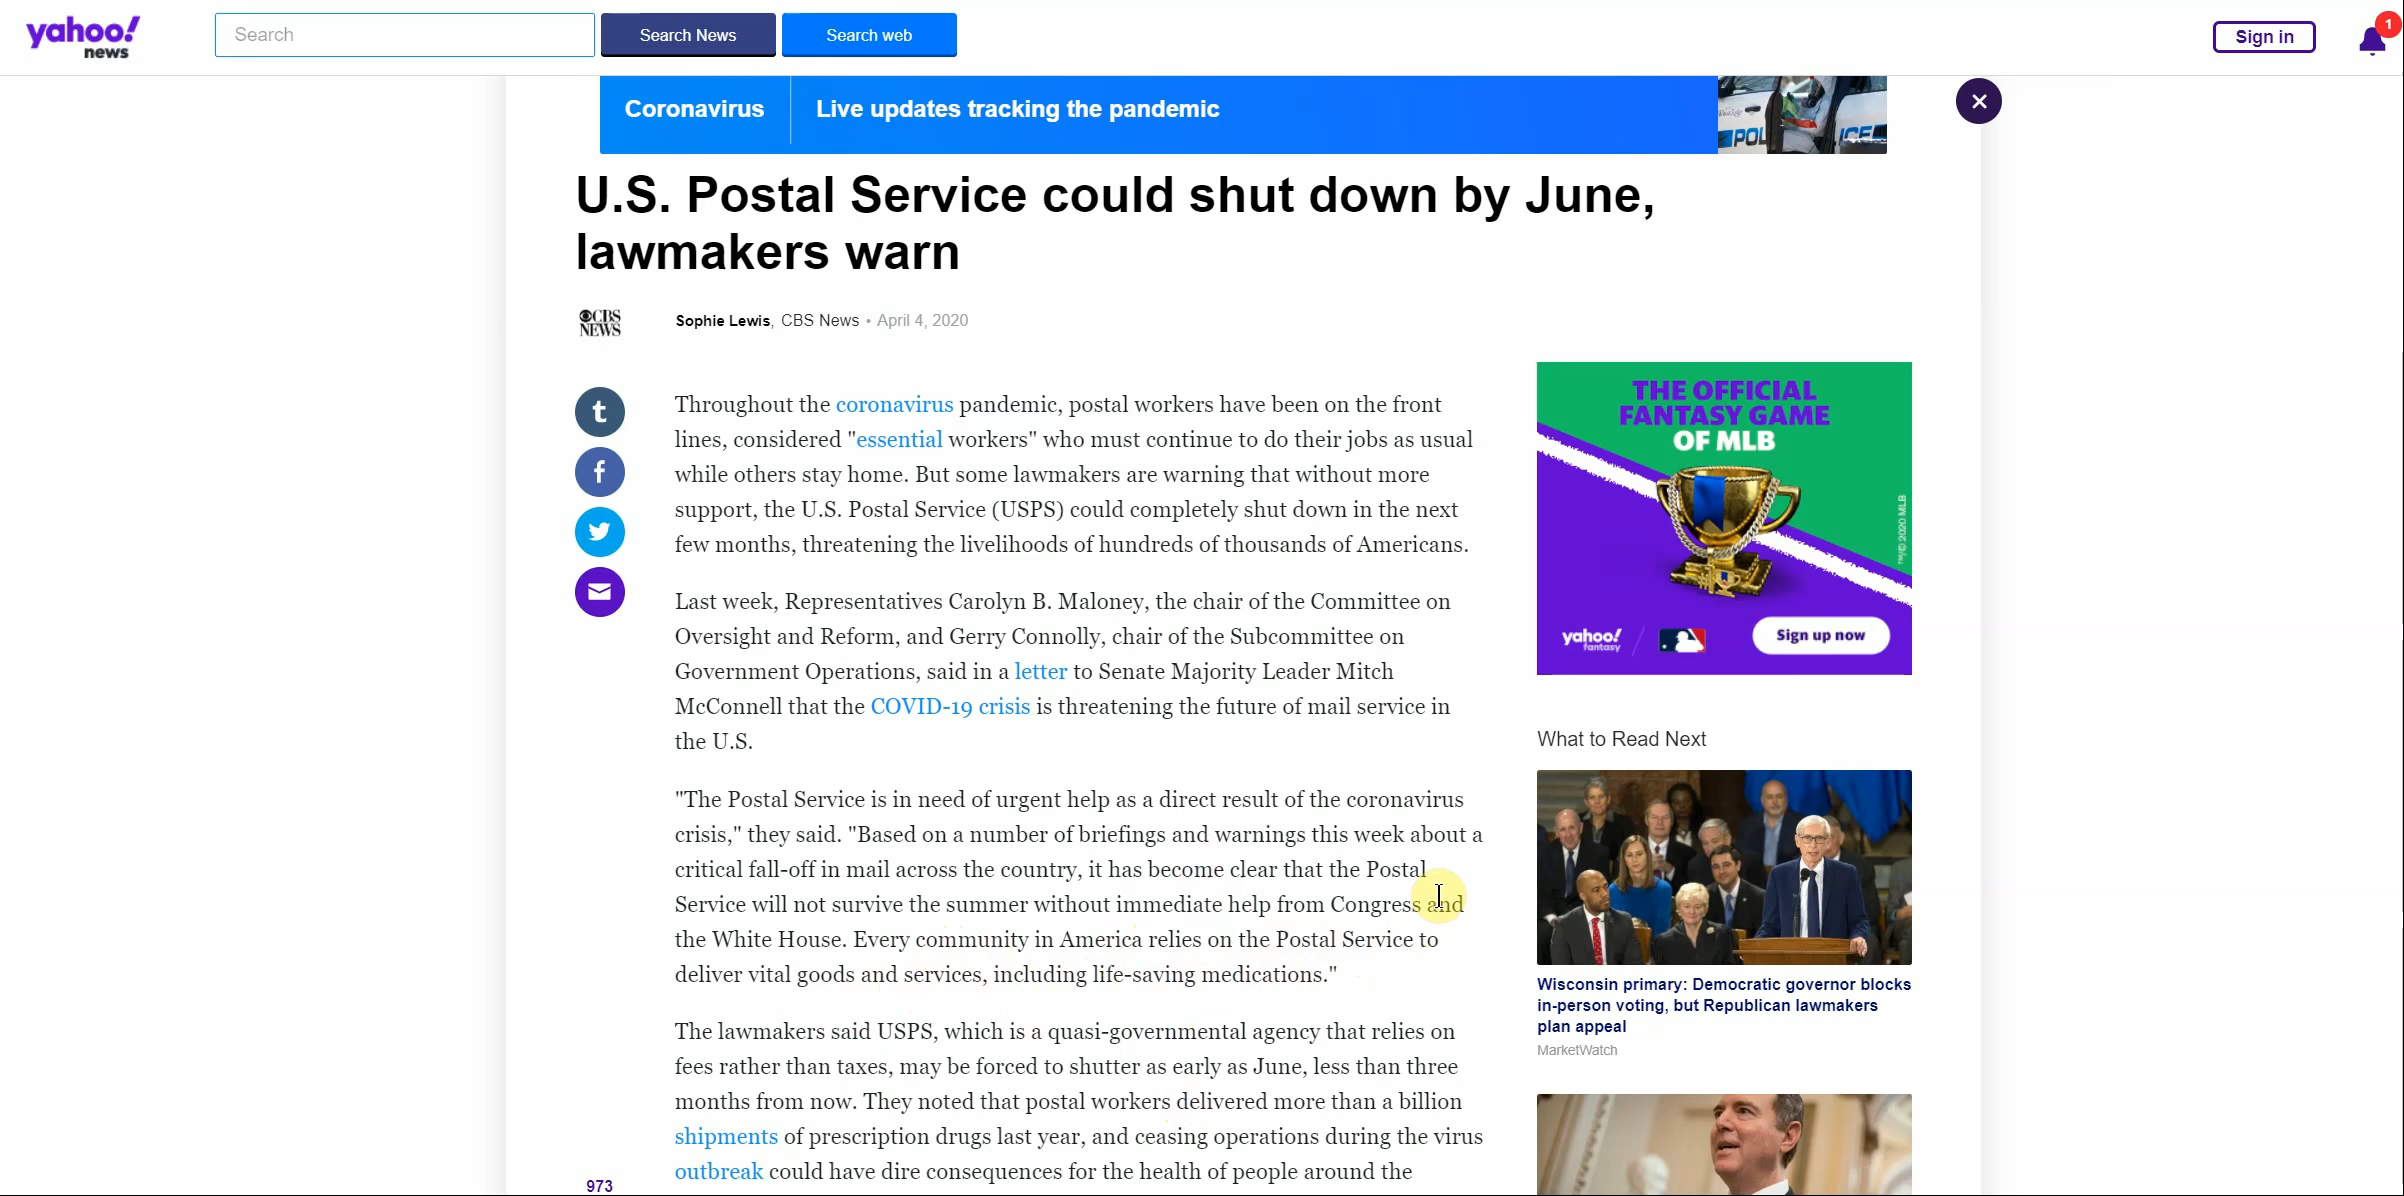 yahoo!
news
Search
Search News
Search web
Sign in
1
Coronavirus
Live updates tracking the pandemic
POL ICE
U.S. Postal Service could shut down by June,
lawmakers warn
CBS
NEWS
Sophie Lewis, CBS News • April 4, 2020
Throughout the coronavirus pandemic, postal workers have been on the front
lines, considered "essential workers" who must continue to do their jobs as usual
while others stay home. But some lawmakers are warning that without more
support, the U.S. Postal Service (USPS) could completely shut down in the next
few months, threatening the livelihoods of hundreds of thousands of Americans.
Last week, Representatives Carolyn B. Maloney, the chair of the Committee on
Oversight and Reform, and Gerry Connolly, chair of the Subcommittee on
Government Operations, said in a letter to Senate Majority Leader Mitch
McConnell that the COVID-19 crisis is threatening the future of mail service in
the U.S.
"The Postal Service is in need of urgent help as a direct result of the coronavirus
crisis," they said. "Based on a number of briefings and warnings this week about a
critical fall-off in mail across the country, it has become clear that the Postal
Service will not survive the summer without immediate help from Congress and
the White House. Every community in America relies on the Postal Service to
deliver vital goods and services, including life-saving medications."
The lawmakers said USPS, which is a quasi-governmental agency that relies on
fees rather than taxes, may be forced to shutter as early as June, less than three
months from now. They noted that postal workers delivered more than a billion
shipments of prescription drugs last year, and ceasing operations during the virus
outbreak could have dire consequences for the health of people around the
973
THE OFFICIAL
FANTASY GAME
OF MLB
TM/© 2020 MLB
yahoo!
fantasy
Sign up now
What to Read Next
Wisconsin primary: Democratic governor blocks
in-person voting, but Republican lawmakers
plan appeal
MarketWatch